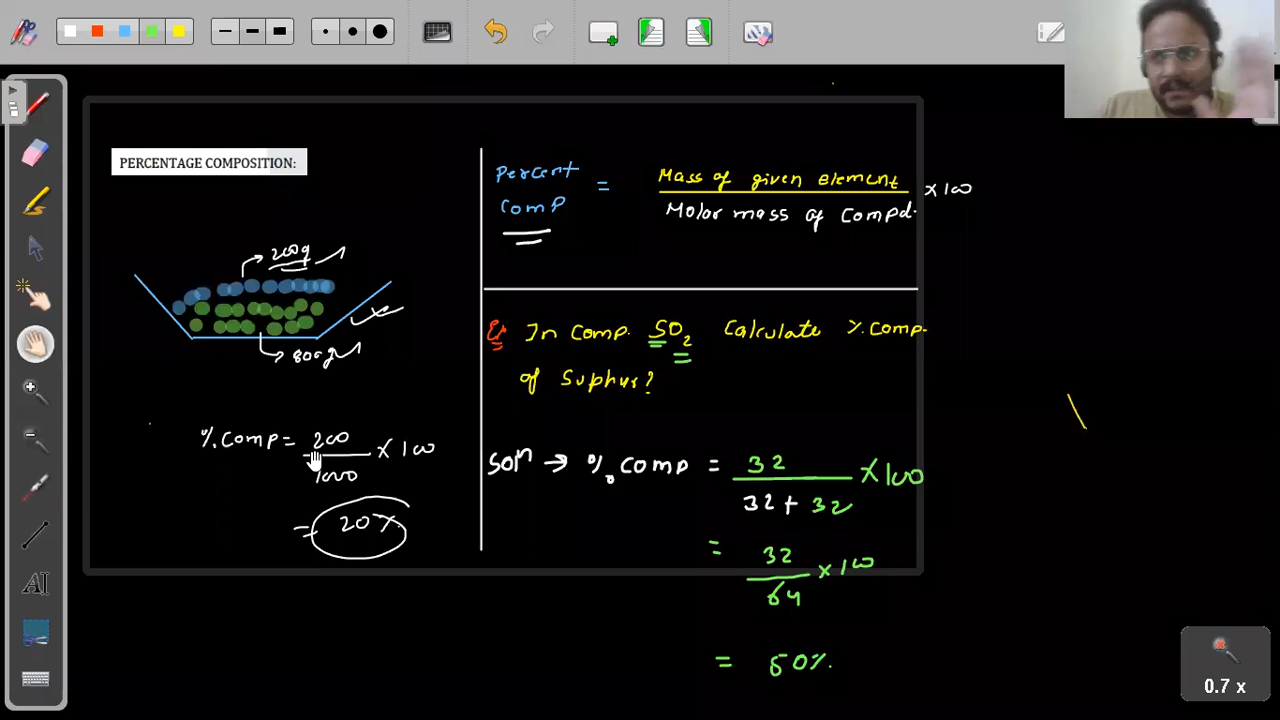 PERCENTAGE COMPOSITION:
200g
800g
%.Comp = 200/1000 × 100
= 20%
Percent Comp = Mass of given element / Molar mass of Compd. × 100
Ex In Comp. SO2 Calculate %.Comp.
of Suphur?
Soln → % Comp = 32/32+32 × 100
= 32/64 × 100
= 50%.
AI
0.7 x